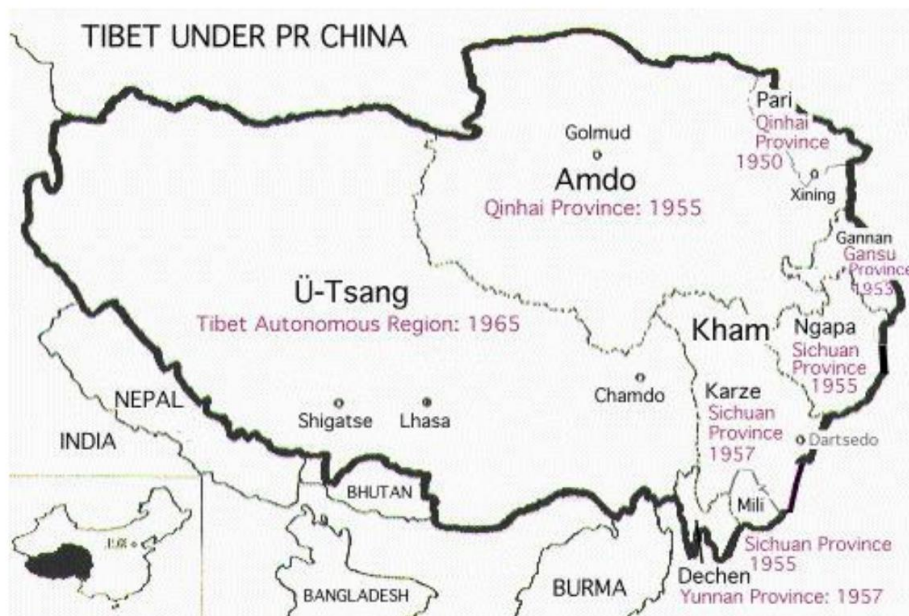 TIBET UNDER PR CHINA
Pari
Qinhai
Province
1950
Golmud
Amdo
Qinhai Province: 1955
Xining
Gannan
Gansu
Province
1953
Ü-Tsang
Tibet Autonomous Region: 1965
Kham
Ngapa
Sichuan
Province
1955
Chamdo
Karze
Sichuan
Province
1957
NEPAL
INDIA
Shigatse
Lhasa
Dartsedo
BHUTAN
Mili
Sichuan Province
1955
BANGLADESH
BURMA
Dechen
Yunnan Province: 1957